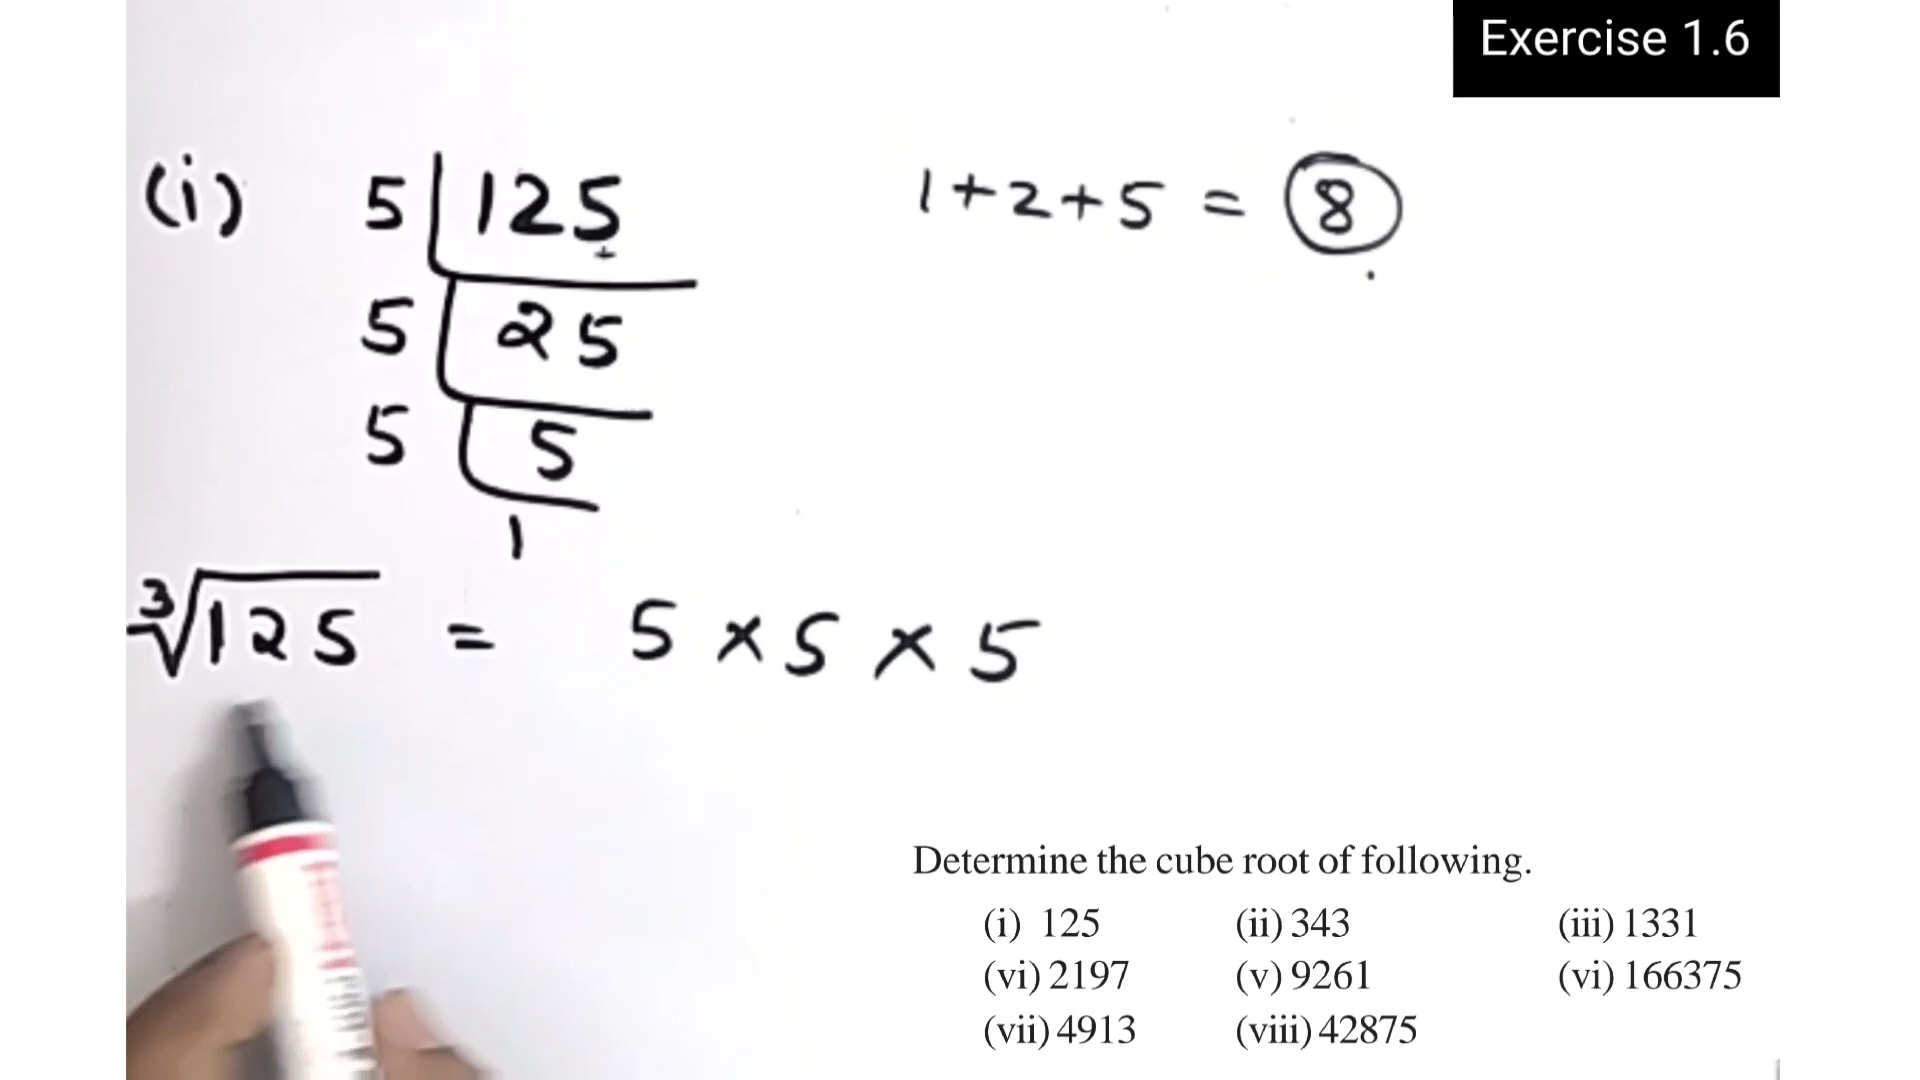 Exercise 1.6
(i) 5 125 1+2+5 = 8
5 25
5 5
1
∛125 = 5 × 5 × 5
Determine the cube root of following.
(i) 125 (ii) 343 (iii) 1331
(vi) 2197 (v) 9261 (vi) 166375
(vii) 4913 (viii) 42875